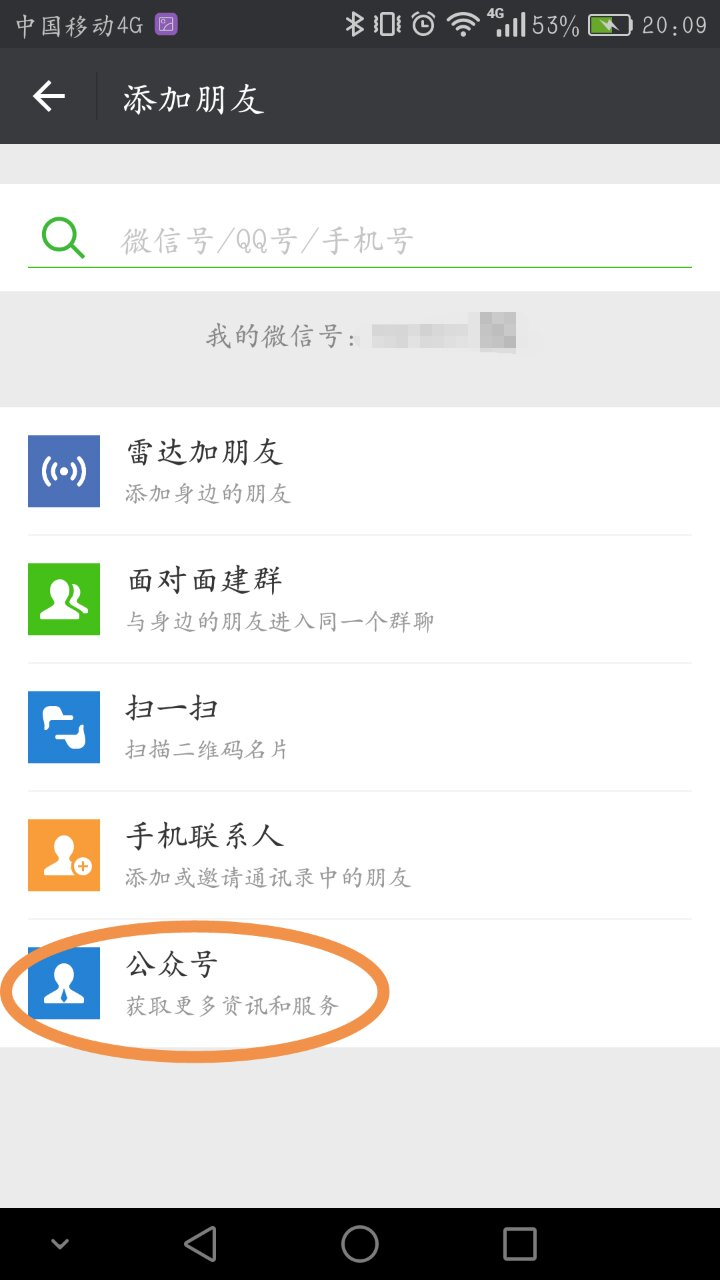 中国移动4G 4G 53% 20:09
添加朋友
微信号/QQ号/手机号
我的微信号:
雷达加朋友
添加身边的朋友
面对面建群
与身边的朋友进入同一个群聊
扫一扫
扫描二维码名片
手机联系人
添加或邀请通讯录中的朋友
公众号
获取更多资讯和服务